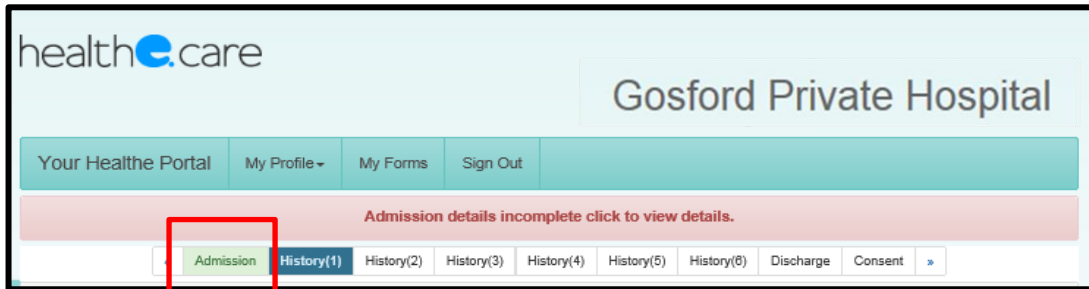 healthe.care
Gosford Private Hospital
Your Healthe Portal My Profile My Forms Sign Out
Admission details incomplete click to view details.
Admission History(1) History(2) History(3) History(4) History(5) History(6) Discharge Consent »